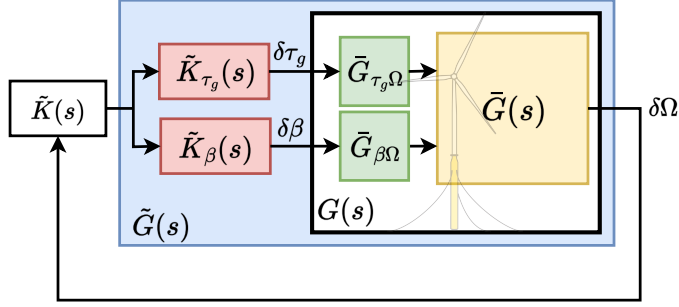 K̃(s)
K̃_{τ_g}(s)
δτ_g
Ḡ_{τ_gΩ}
Ḡ(s)
δΩ
K̃_β(s)
δβ
Ḡ_{βΩ}
G(s)
G̃(s)